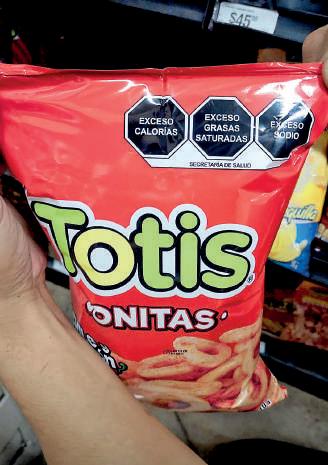 $45
EXCESO
CALORÍAS
EXCESO
GRASAS
SATURADAS
EXCESO
SODIO
SECRETARÍA DE SALUD
Totis®
ONITAS